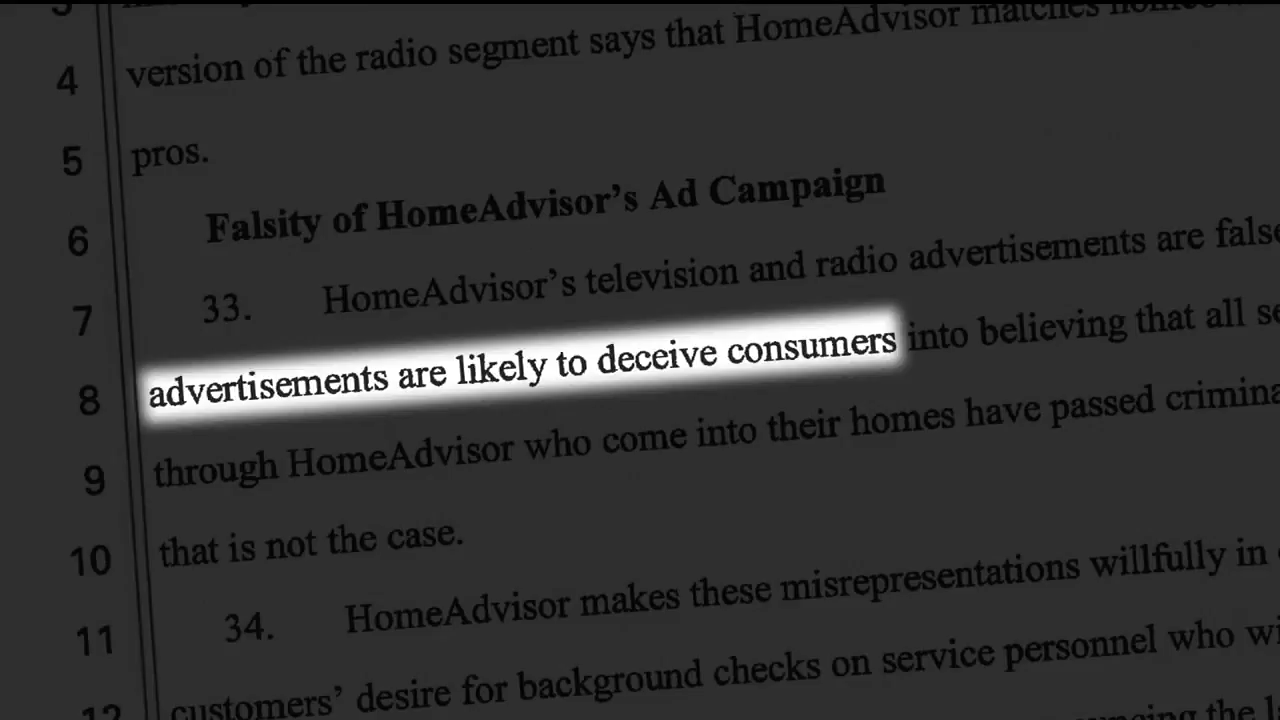 4 version of the radio segment says that HomeAdvisor matches
5 pros.
6 Falsity of HomeAdvisor's Ad Campaign
7 33. HomeAdvisor's television and radio advertisements are false
8 advertisements are likely to deceive consumers into believing that all
9 through HomeAdvisor who come into their homes have passed
10 that is not the case.
11 34. HomeAdvisor makes these misrepresentations willfully in
12 customers' desire for background checks on service personnel who